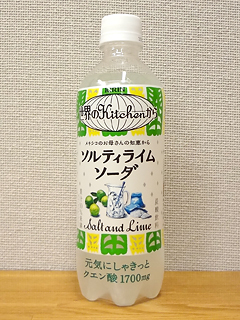 KIRIN
世界のKitchenから
メキシコのお母さんの知恵から
ソルティライム
ソーダ
Salt and Lime
元気にしゃきっと
クエン酸1700mg